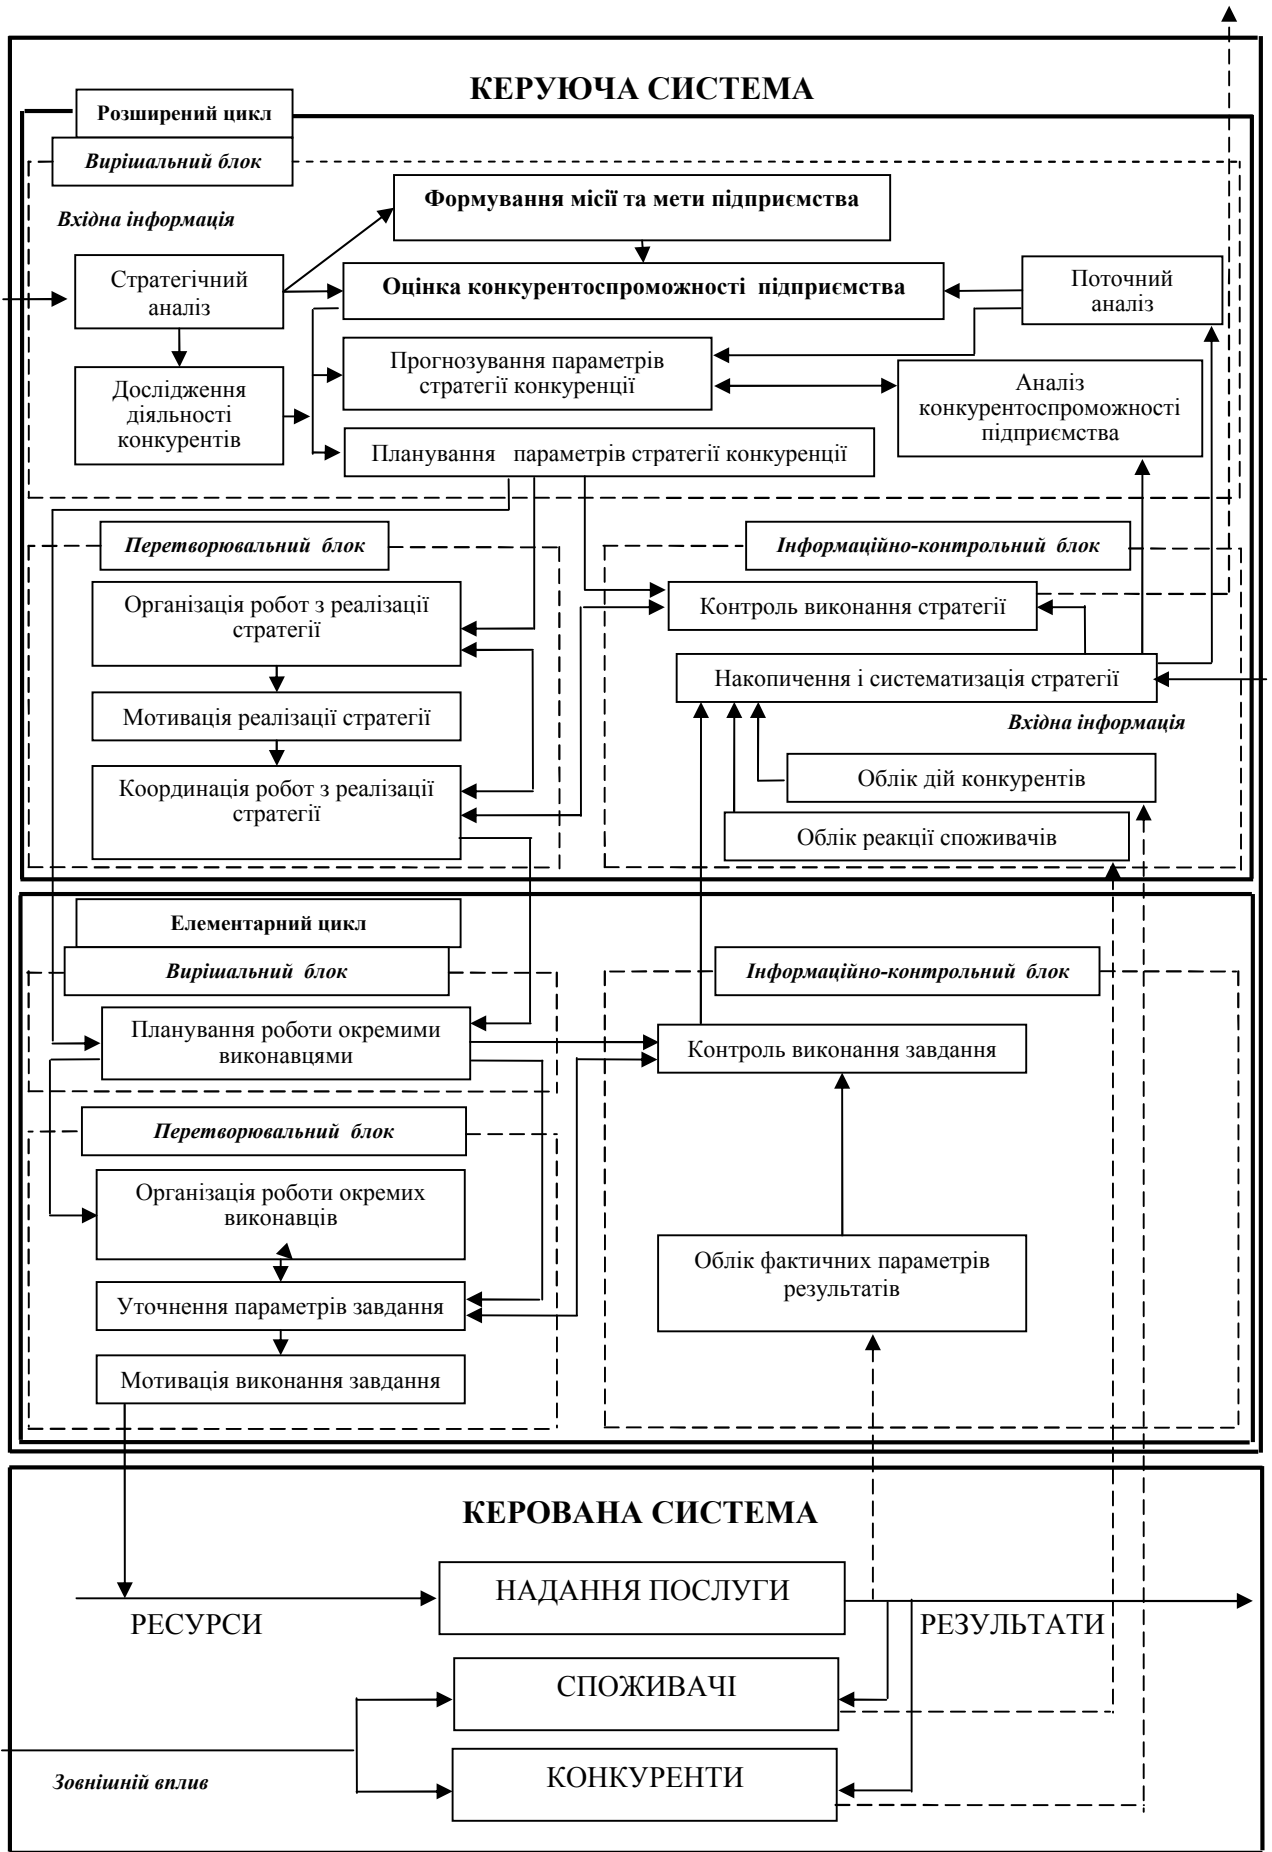 КЕРУЮЧА СИСТЕМА
Розширений цикл
Вирішальний блок
Вхідна інформація
Формування місії та мети підприємства
Стратегічний
аналіз
Оцінка конкурентоспроможності підприємства
Поточний
аналіз
Дослідження
діяльності
конкурентів
Прогнозування параметрів
стратегії конкуренції
Аналіз
конкурентоспроможності
підприємства
Планування параметрів стратегії конкуренції
Перетворювальний блок
Інформаційно-контрольний блок
Організація робот з реалізації
стратегії
Контроль виконання стратегії
Мотивація реалізації стратегії
Накопичення і систематизація стратегії
Вхідна інформація
Координація робот з реалізації
стратегії
Облік дій конкурентів
Облік реакції споживачів
Елементарний цикл
Вирішальний блок
Інформаційно-контрольний блок
Планування роботи окремими
виконавцями
Контроль виконання завдання
Перетворювальний блок
Організація роботи окремих
виконавців
Облік фактичних параметрів
результатів
Уточнення параметрів завдання
Мотивація виконання завдання
КЕРОВАНА СИСТЕМА
НАДАННЯ ПОСЛУГИ
РЕСУРСИ
РЕЗУЛЬТАТИ
СПОЖИВАЧІ
КОНКУРЕНТИ
Зовнішній вплив